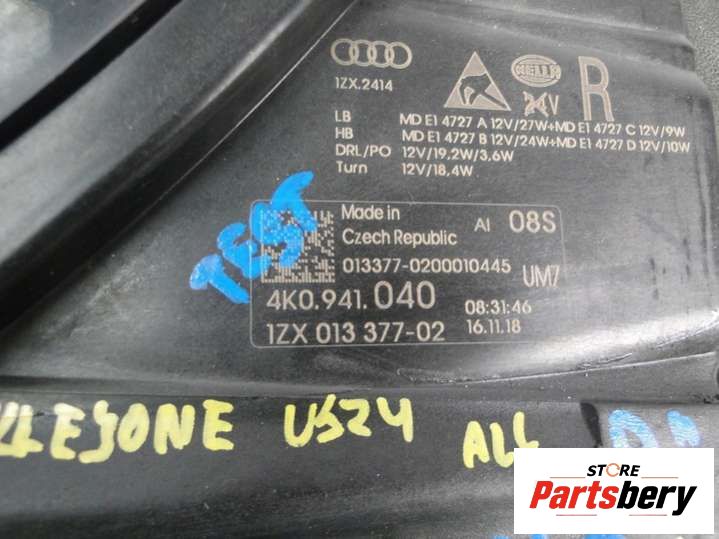 1ZX.2414
HELLA
24V
R
LB MD E1 4727 A 12V/27W+MD E1 4727 C 12V/9W
HB MD E1 4727 B 12V/24W+MD E1 4727 D 12V/10W
DRL/PO 12V/19,2W/3,6W
Turn 12V/18,4W
TEST
Made in
Czech Republic
AI 08S
013377-0200010445
UM7
4K0.941.040
08:31:46
1ZX 013 377-02
16.11.18
USZY
STORE
Partsbery